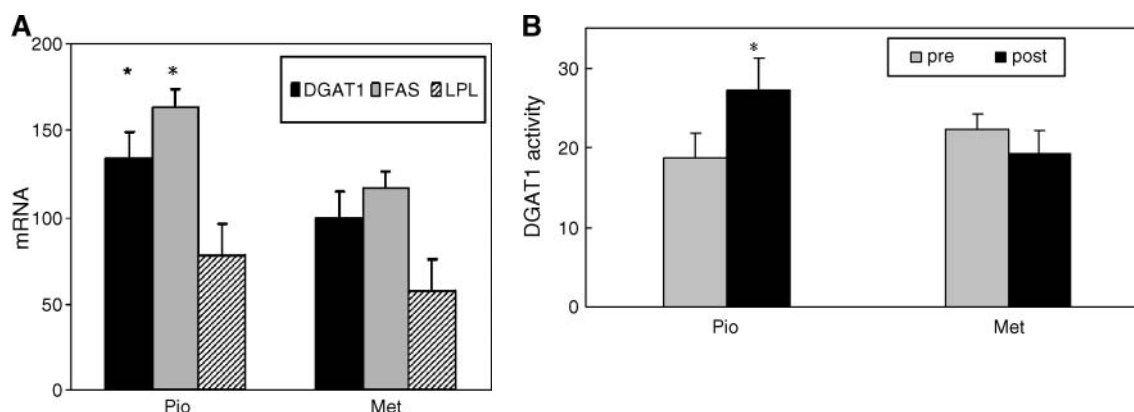 A
mRNA
200
150
100
50
0
* *
DGAT1 FAS LPL
Pio Met
B
DGAT1 activity
30
20
10
0
*
pre post
Pio Met